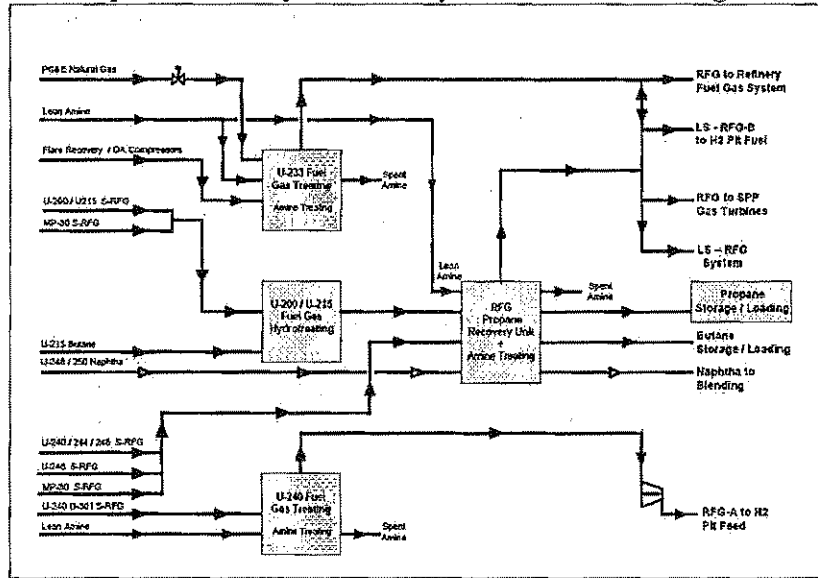 PG&E Natural Gas
Lean Amine
Flare Recovery / OA Compressors
U-200 / U215 S-RFG
MP-30 S-RFG
U-215 Butane
U-248 / 250 Naphtha
U-240 / 244 / 248 S-RFG
U-246 S-RFG
MP-30 S-RFG
U-240 D-301 S-RFG
Lean Amine
U-233 Fuel
Gas Treating
Amine Treating
Spent
Amine
U-200 / U-215
Fuel Gas
Hydrotreating
Lean
Amine
RFG
Propane
Recovery Unit
+
Amine Treating
Spent
Amine
U-240 Fuel
Gas Treating
Amine Treating
Spent
Amine
RFG to Refinery
Fuel Gas System
LS - RFG-B
to H2 Plt Fuel
RFG to SPP
Gas Turbines
LS - RFG
System
Propane
Storage / Loading
Butane
Storage / Loading
Naphtha to
Blending
RFG-A to H2
Plt Feed